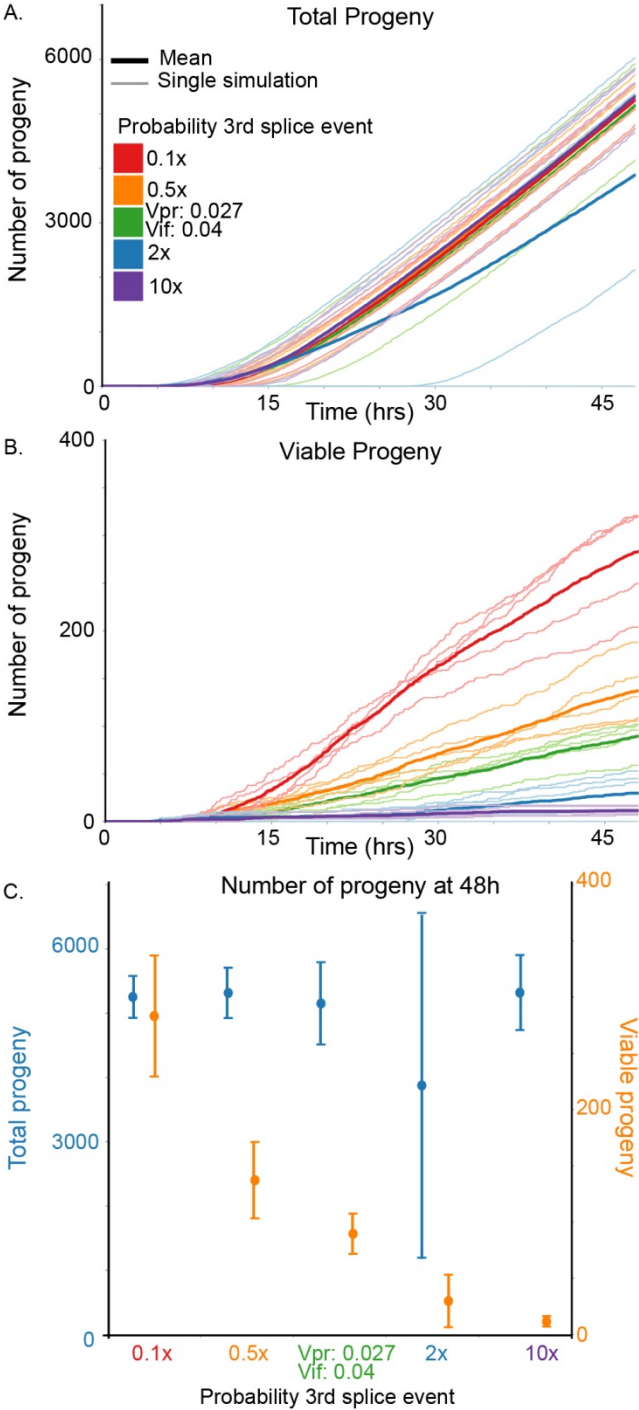 A.
Total Progeny
Number of progeny
6000
3000
0
Mean
Single simulation
Probability 3rd splice event
0.1x
0.5x
Vpr: 0.027
Vif: 0.04
2x
10x
0 15 30 45
Time (hrs)
B.
Viable Progeny
Number of progeny
400
200
0
0 15 30 45
Time (hrs)
C.
Number of progeny at 48h
Total progeny
6000
3000
0
400
200
0
Viable progeny
0.1x 0.5x Vpr: 0.027 2x 10x
Vif: 0.04
Probability 3rd splice event